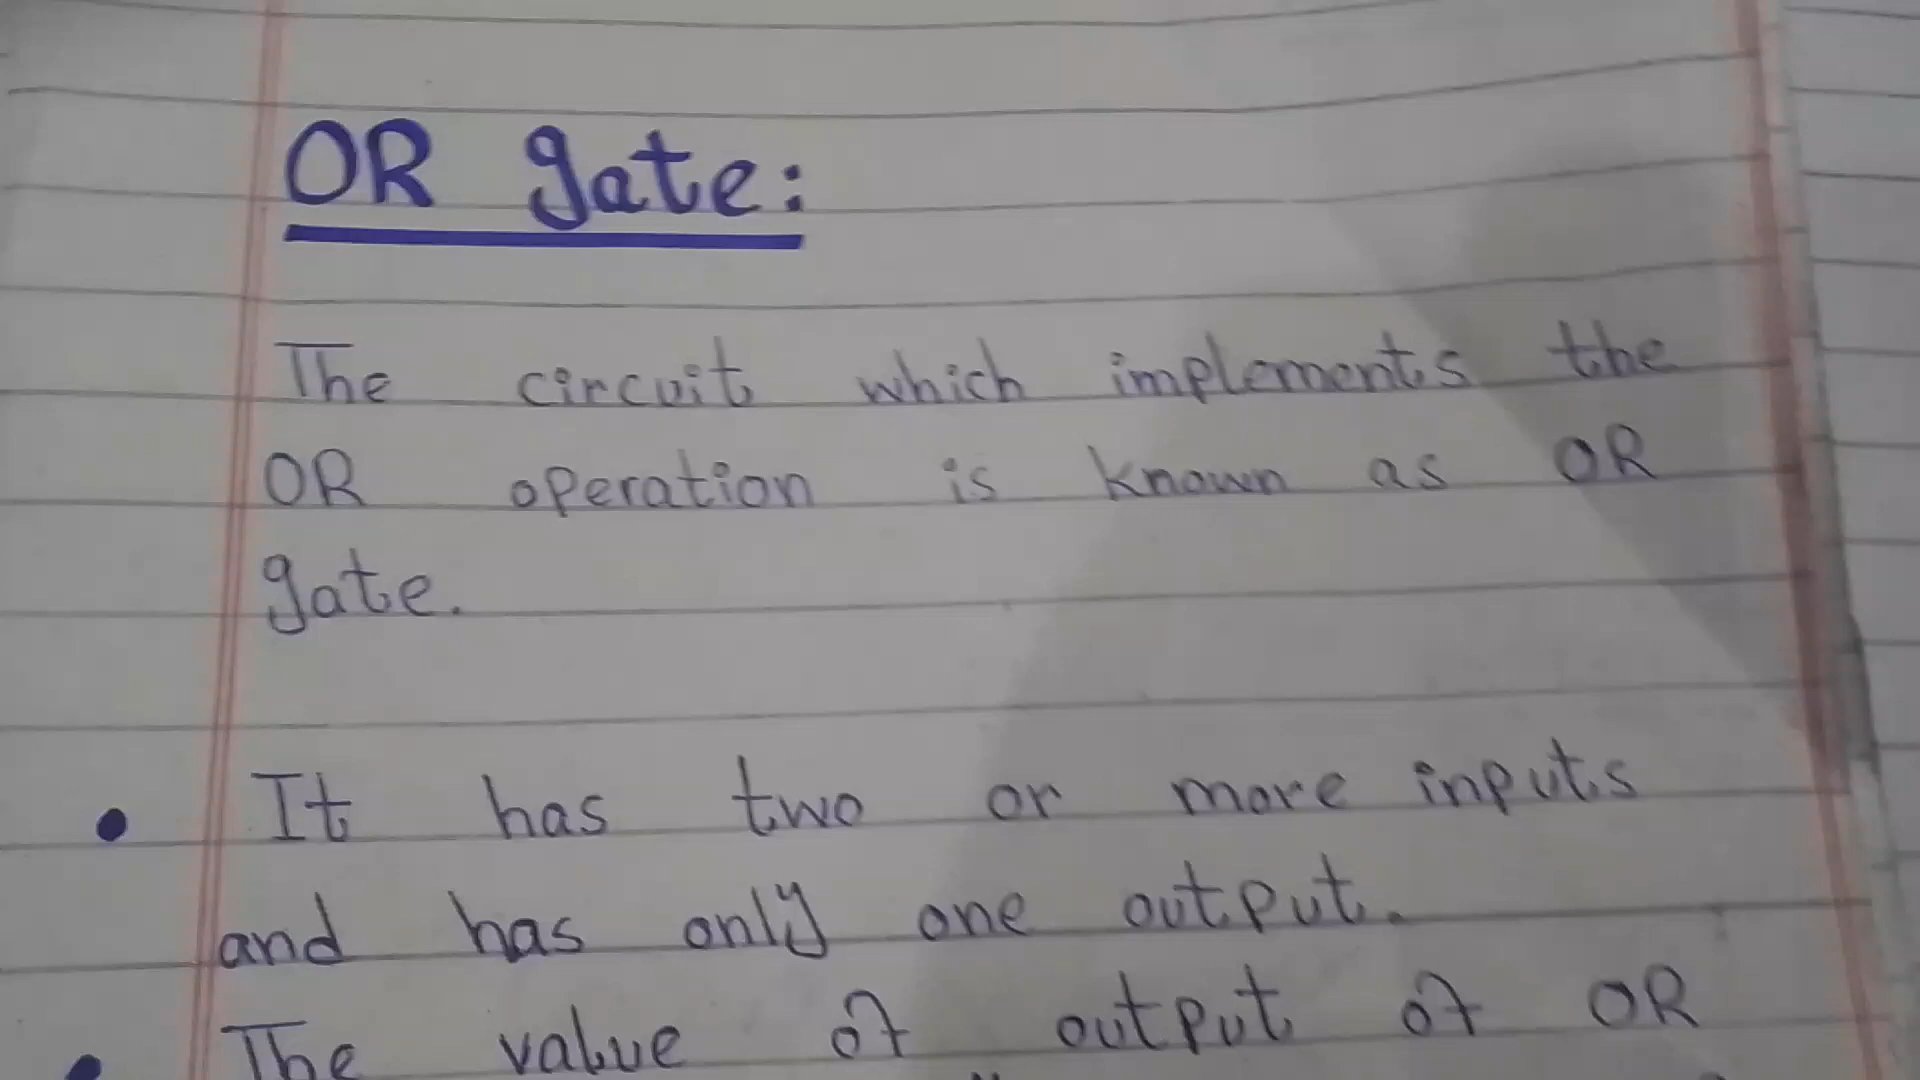 OR gate:
The circuit which implements the
OR operation is known as OR
gate.
• It has two or more inputs
and has only one output.
• The value of output of OR